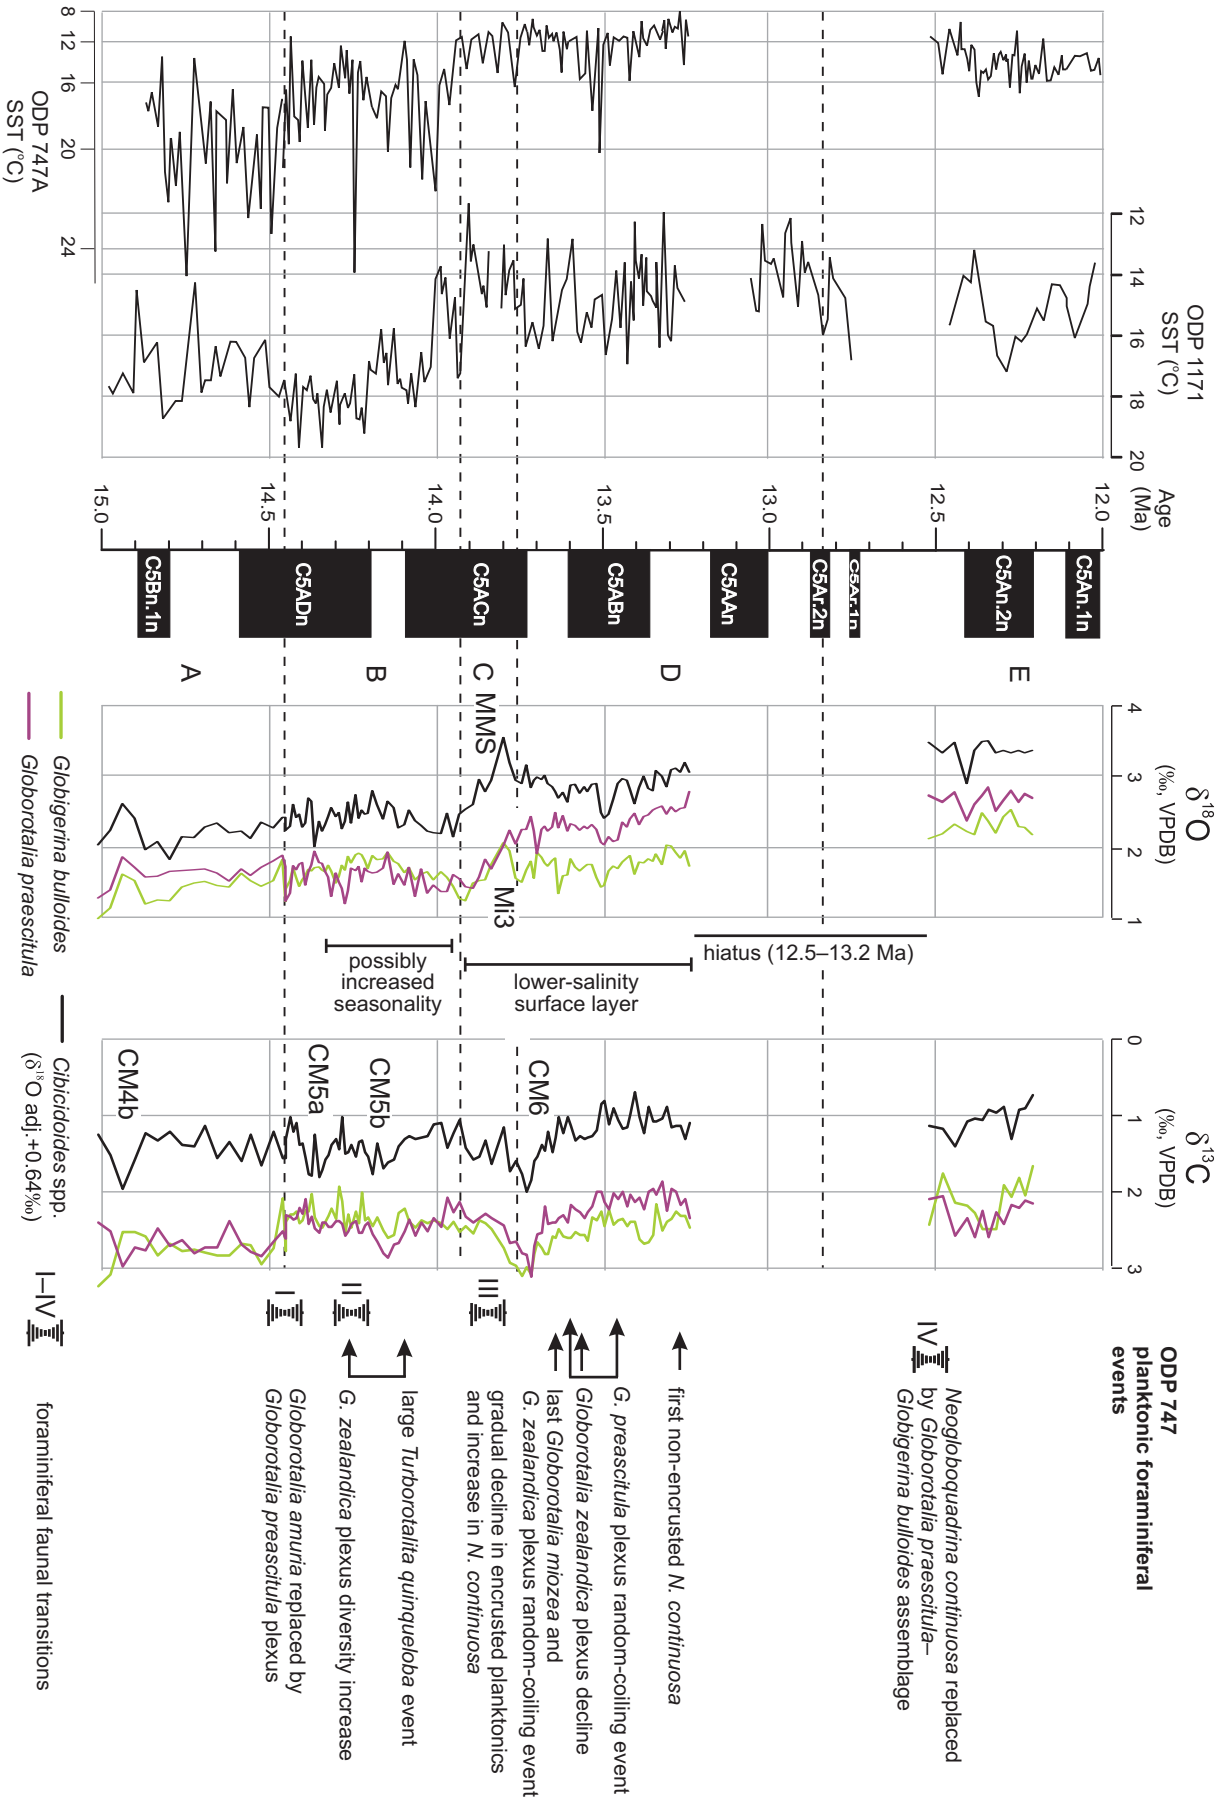 8
12
16
20
24
ODP 747A
SST (°C)
12
14
16
18
20
ODP 1171
SST (°C)
15.0
14.5
14.0
13.5
13.0
12.5
12.0
Age
(Ma)
C5Bn.1n
C5ADn
C5ACn
C5ABn
C5AAn
C5Ar.2n
C5Ar.1n
C5An.2n
C5An.1n
A
B
C
D
E
MMS
Mi3
4
3
2
1
δ18O
(‰, VPDB)
possibly
increased
seasonality
lower-salinity
surface layer
hiatus (12.5–13.2 Ma)
CM4b
CM5a
CM5b
CM6
0
1
2
3
δ13C
(‰, VPDB)
Globigerina bulloides
Globorotalia praescitula
Cibicidoides spp.
(δ18O adj.+0.64‰)
I–IV
foraminiferal faunal transitions
I
II
III
IV
ODP 747
planktonic foraminiferal
events
Neogloboquadrina continuosa replaced
by Globorotalia praescitula–
Globigerina bulloides assemblage
first non-encrusted N. continuosa
G. preascitula plexus random-coiling event
Globorotalia zealandica plexus decline
last Globorotalia miozea and
G. zealandica plexus random-coiling event
gradual decline in encrusted planktonics
and increase in N. continuosa
large Turborotalita quinqueloba event
G. zealandica plexus diversity increase
Globorotalia amuria replaced by
Globorotalia preascitula plexus